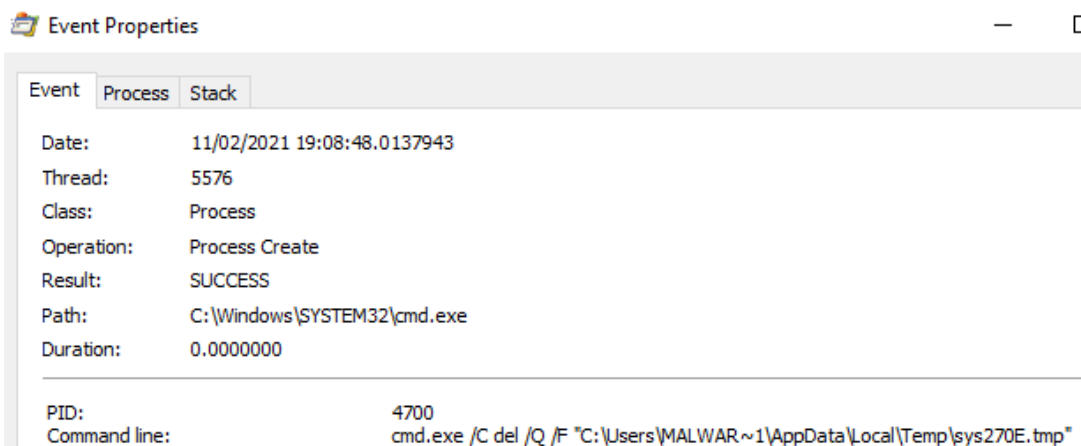 Event Properties
Event Process Stack
Date: 11/02/2021 19:08:48.0137943
Thread: 5576
Class: Process
Operation: Process Create
Result: SUCCESS
Path: C:\Windows\SYSTEM32\cmd.exe
Duration: 0.0000000
PID: 4700
Command line: cmd.exe /C del /Q /F "C:\Users\MALWAR~1\AppData\Local\Temp\sys270E.tmp"